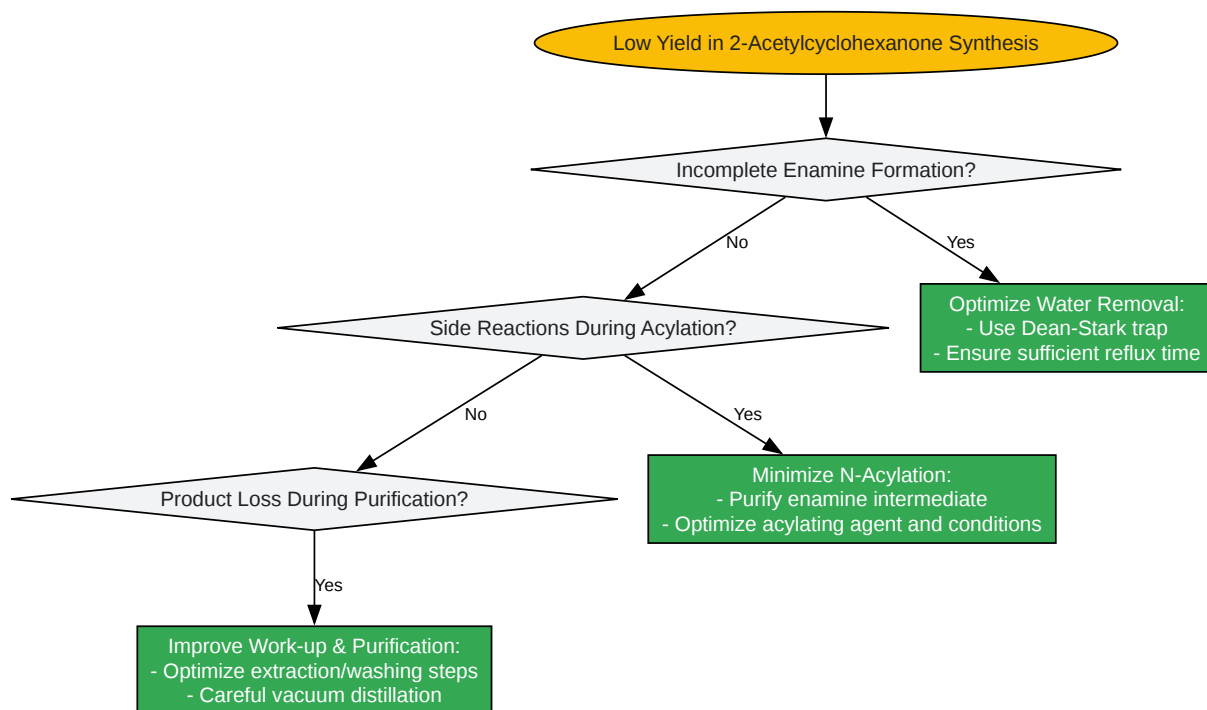 Low Yield in 2-Acetylcyclohexanone Synthesis
Incomplete Enamine Formation?
No
Yes
Optimize Water Removal:
- Use Dean-Stark trap
- Ensure sufficient reflux time
Side Reactions During Acylation?
No
Yes
Minimize N-Acylation:
- Purify enamine intermediate
- Optimize acylating agent and conditions
Product Loss During Purification?
Yes
Improve Work-up & Purification:
- Optimize extraction/washing steps
- Careful vacuum distillation